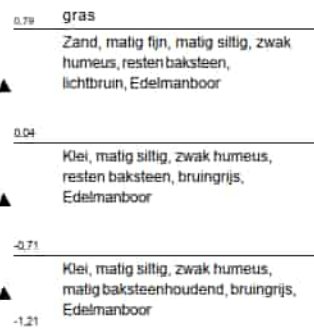 0,79 gras
Zand, matig fijn, matig siltig, zwak
humeus, resten baksteen,
lichtbruin, Edelmanboor
0.04
Klei, matig siltig, zwak humeus,
resten baksteen, bruingrijs,
Edelmanboor
-0,71
Klei, matig siltig, zwak humeus,
matig baksteenhoudend, bruingrijs,
Edelmanboor
-1,21